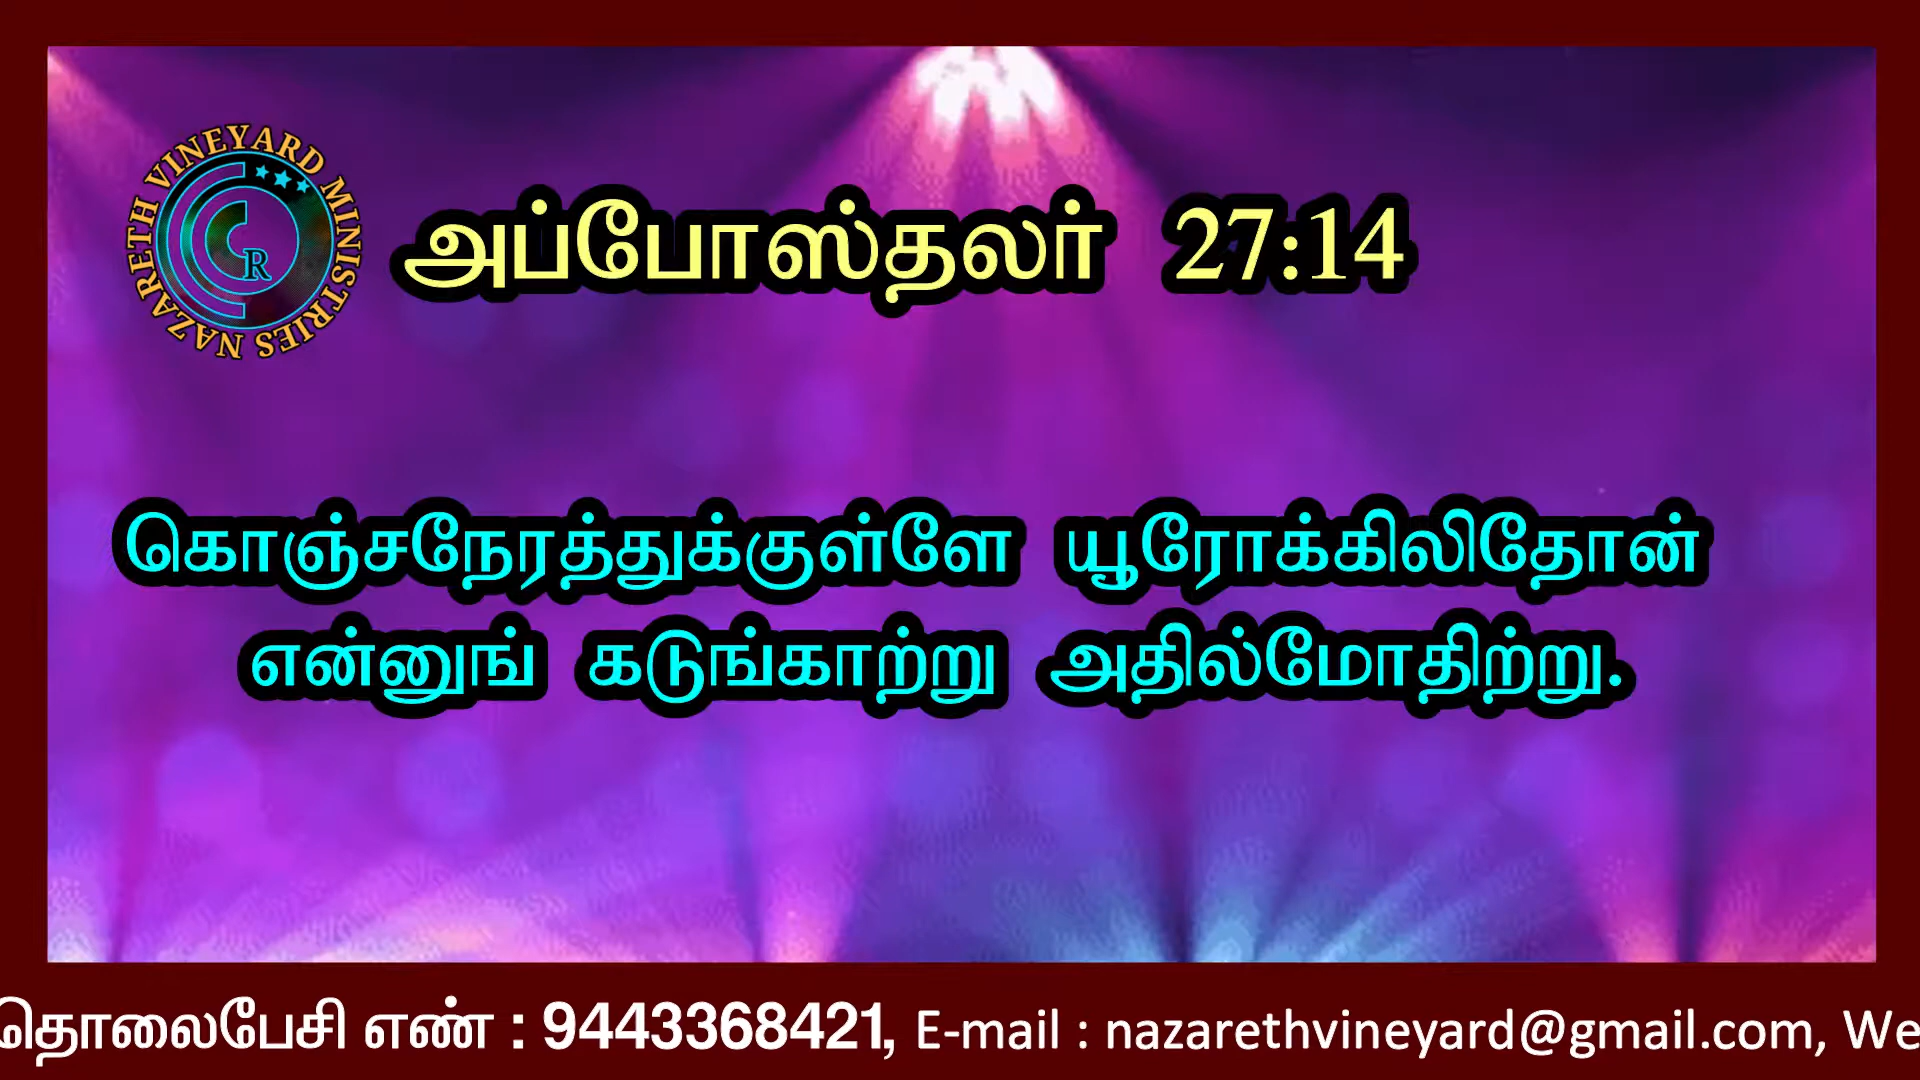 NAZARETH VINEYARD MINISTRIES
CR
அப்போஸ்தலர் 27:14
கொஞ்சநேரத்துக்குள்ளே யூரோக்கிலிதோன்
என்னுங் கடுங்காற்று அதில்மோதிற்று.
தொலைபேசி எண் : 9443368421, E-mail : nazarethvineyard@gmail.com, We